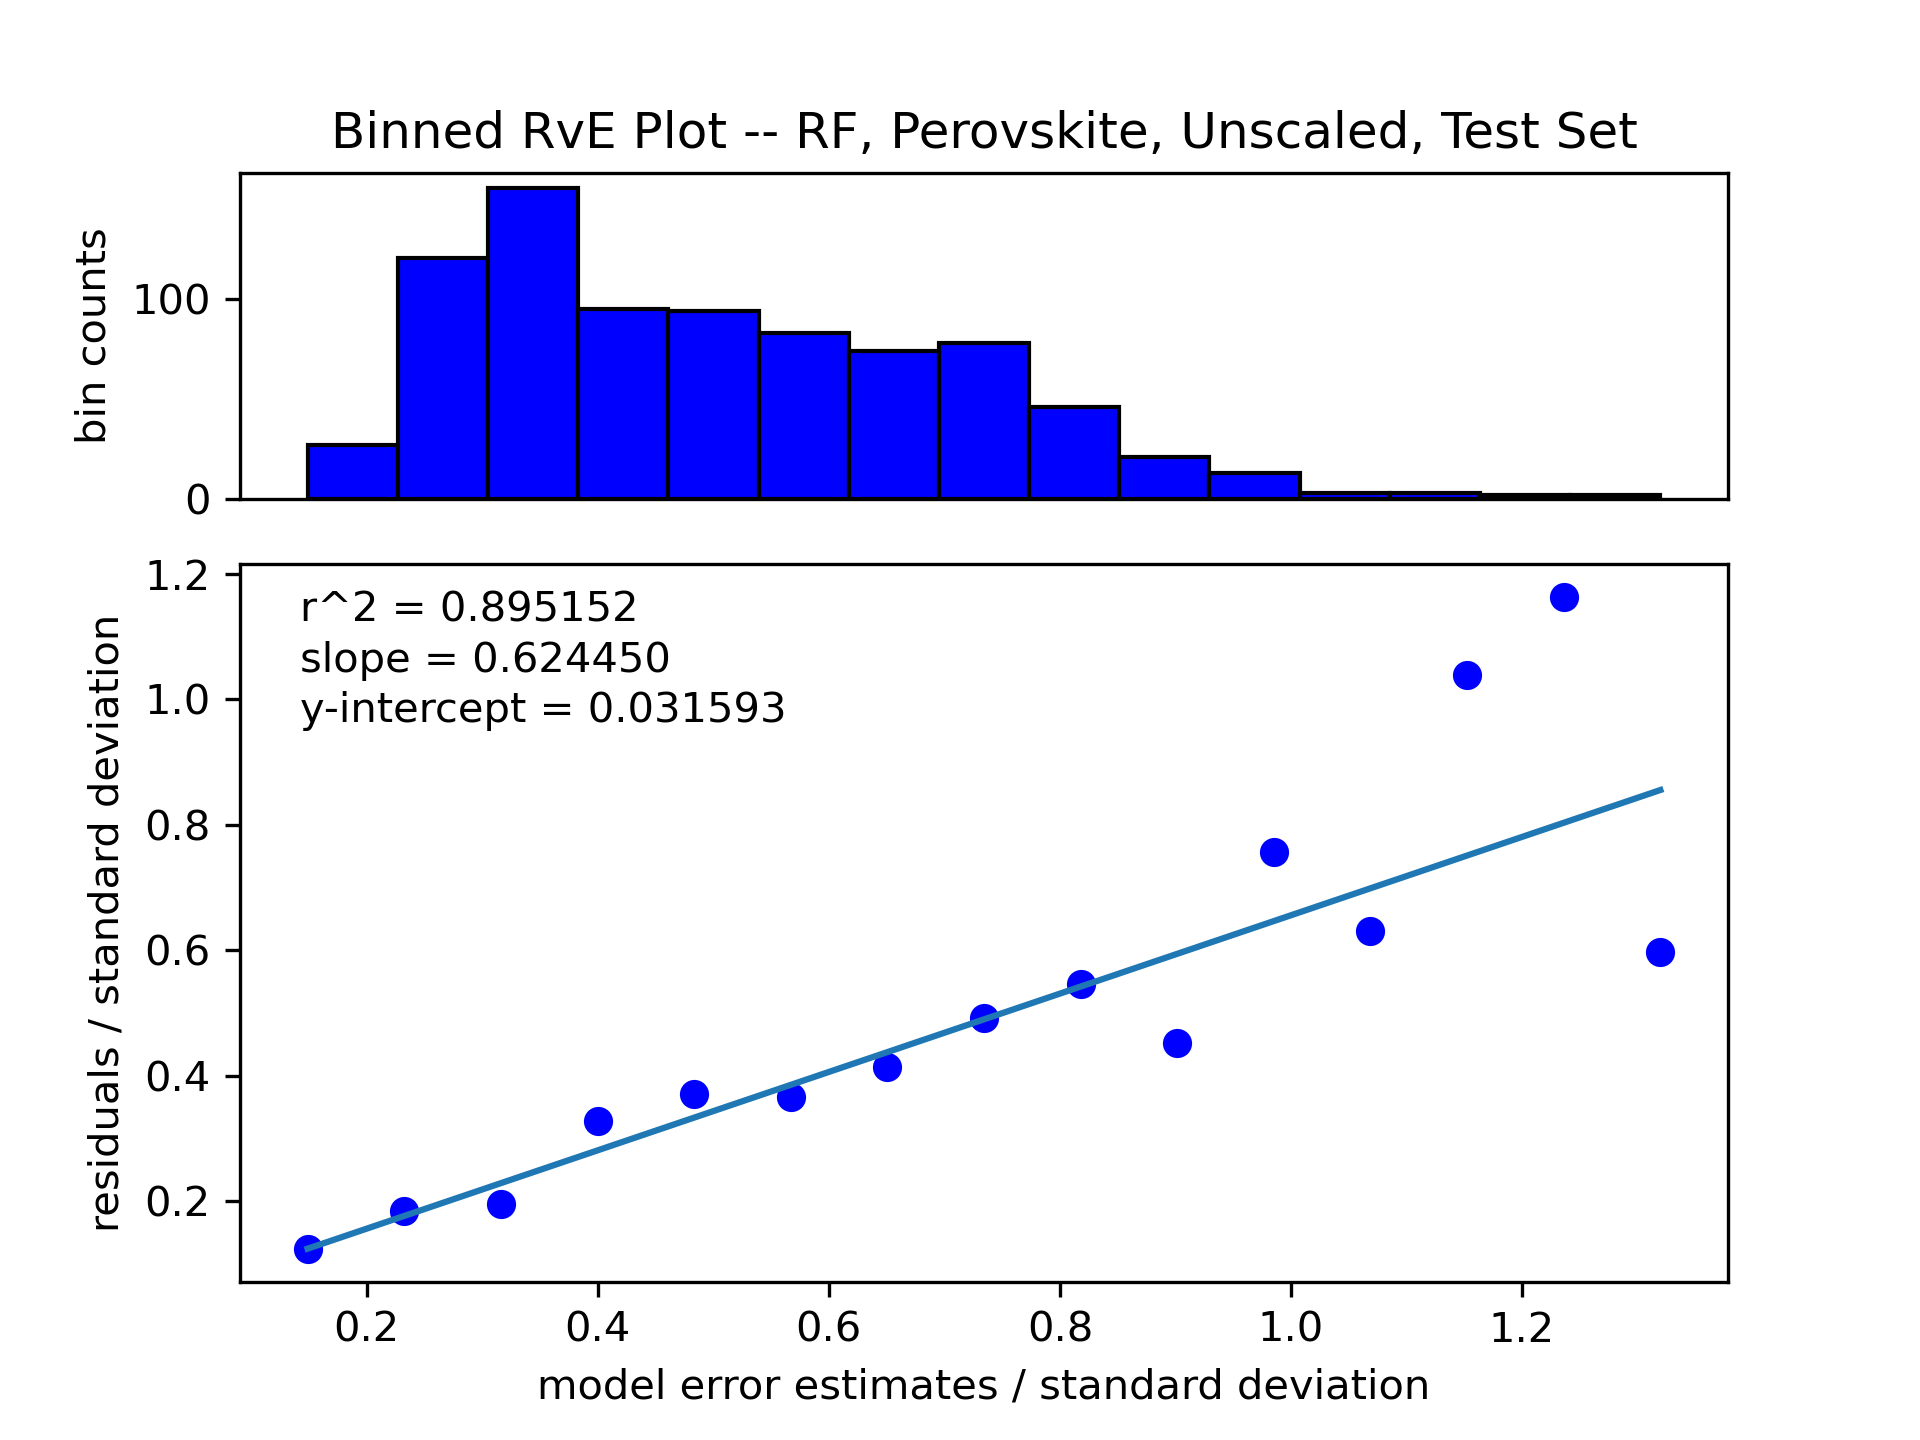 Binned RvE Plot -- RF, Perovskite, Unscaled, Test Set
bin counts
100
0
residuals / standard deviation
1.2
1.0
0.8
0.6
0.4
0.2
r^2 = 0.895152
slope = 0.624450
y-intercept = 0.031593
0.2 0.4 0.6 0.8 1.0 1.2
model error estimates / standard deviation